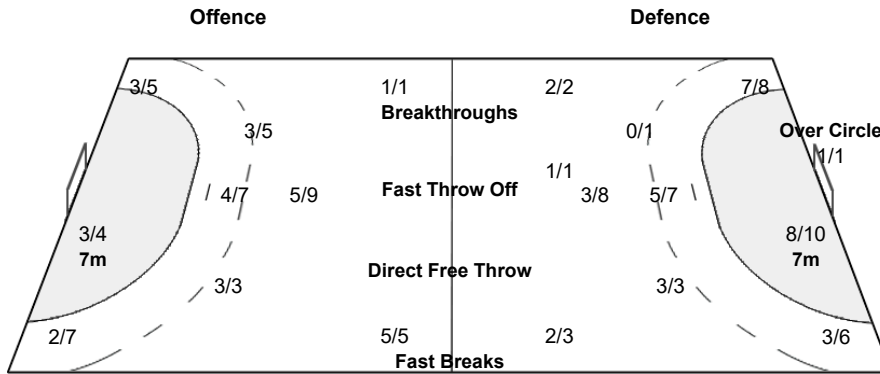 Offence Defence
3/5 1/1 2/2 7/8
Breakthroughs
3/5 0/1 Over Circle
1/1
1/1
4/7 5/9 Fast Throw Off 3/8 5/7
3/4 8/10
7m 7m
Direct Free Throw
3/3 3/3
2/7 5/5 2/3 3/6
Fast Breaks